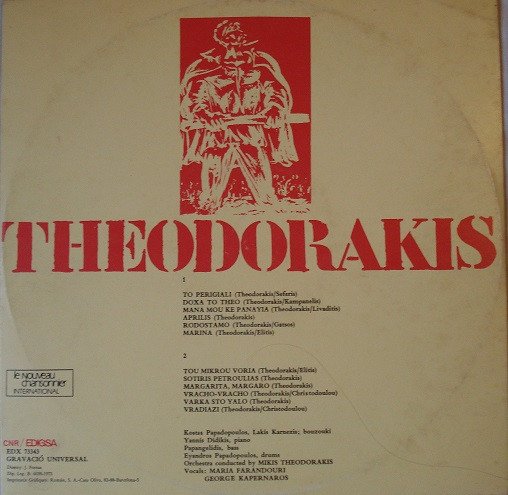 THEODORAKIS
1
TO PERIGIALI (Theodorakis/Seferis)
DOXA TO THEO (Theodorakis/Kampanelis)
MANA MOU KE PANAYIA (Theodorakis/Livaditis)
APRILIS (Theodorakis)
RODOSTAMO (Theodorakis/Gatsos)
MARINA (Theodorakis/Elitis)
2
TOU MIKROU VORIA (Theodorakis/Elitis)
SOTIRIS PETROULIAS (Theodorakis)
MARGARITA, MARGARO (Theodorakis)
VRACHO-VRACHO (Theodorakis/Christodoulou)
VARKA STO YALO (Theodorakis)
VRADIAZI (Theodorakis/Christodoulou)
le NOUVEAU
chansonnier
INTERNATIONAL
Kostas Papadopoulos, Lakis Karnezis; bouzouki
Yannis Didikis, piano
Papangelidis, bass
Evandros Papadopoulos, drums
Orchestra conducted by MIKIS THEODORAKIS
Vocals: MARIA FARANDOURI
GEORGE KAPERNAROS
CNR/EDIGSA
EDX 73343
GRAVACIÓ UNIVERSAL
Disseny: J. Fornas